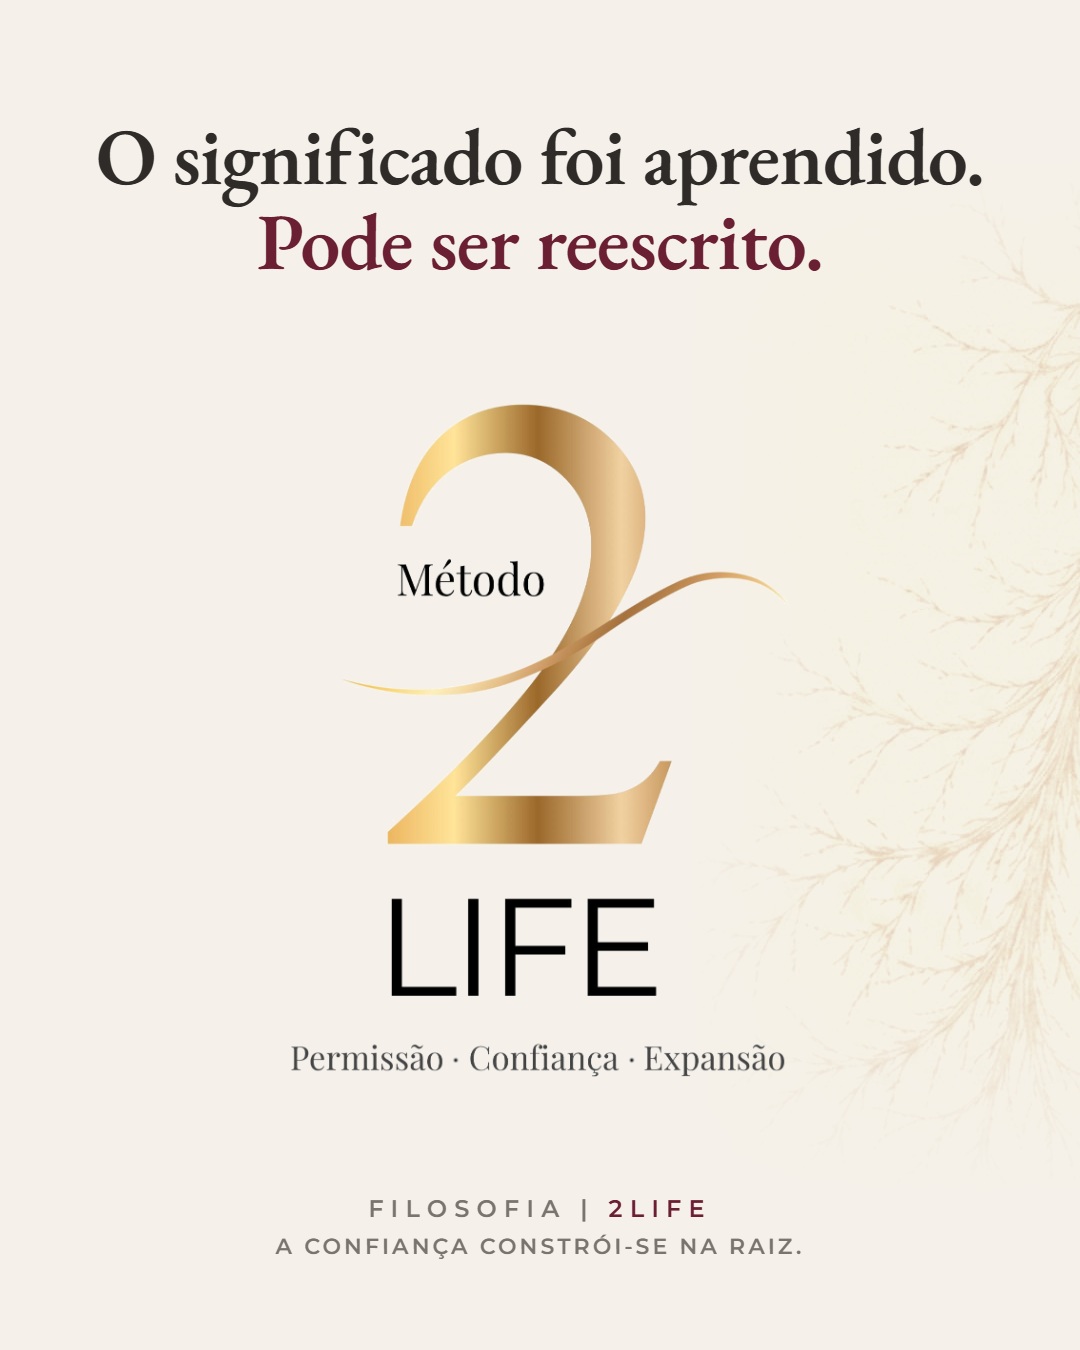 O significado foi aprendido.
Pode ser reescrito.
Método
2
LIFE
Permissão · Confiança · Expansão
FILOSOFIA | 2LIFE
A CONFIANÇA CONSTRÓI-SE NA RAIZ.